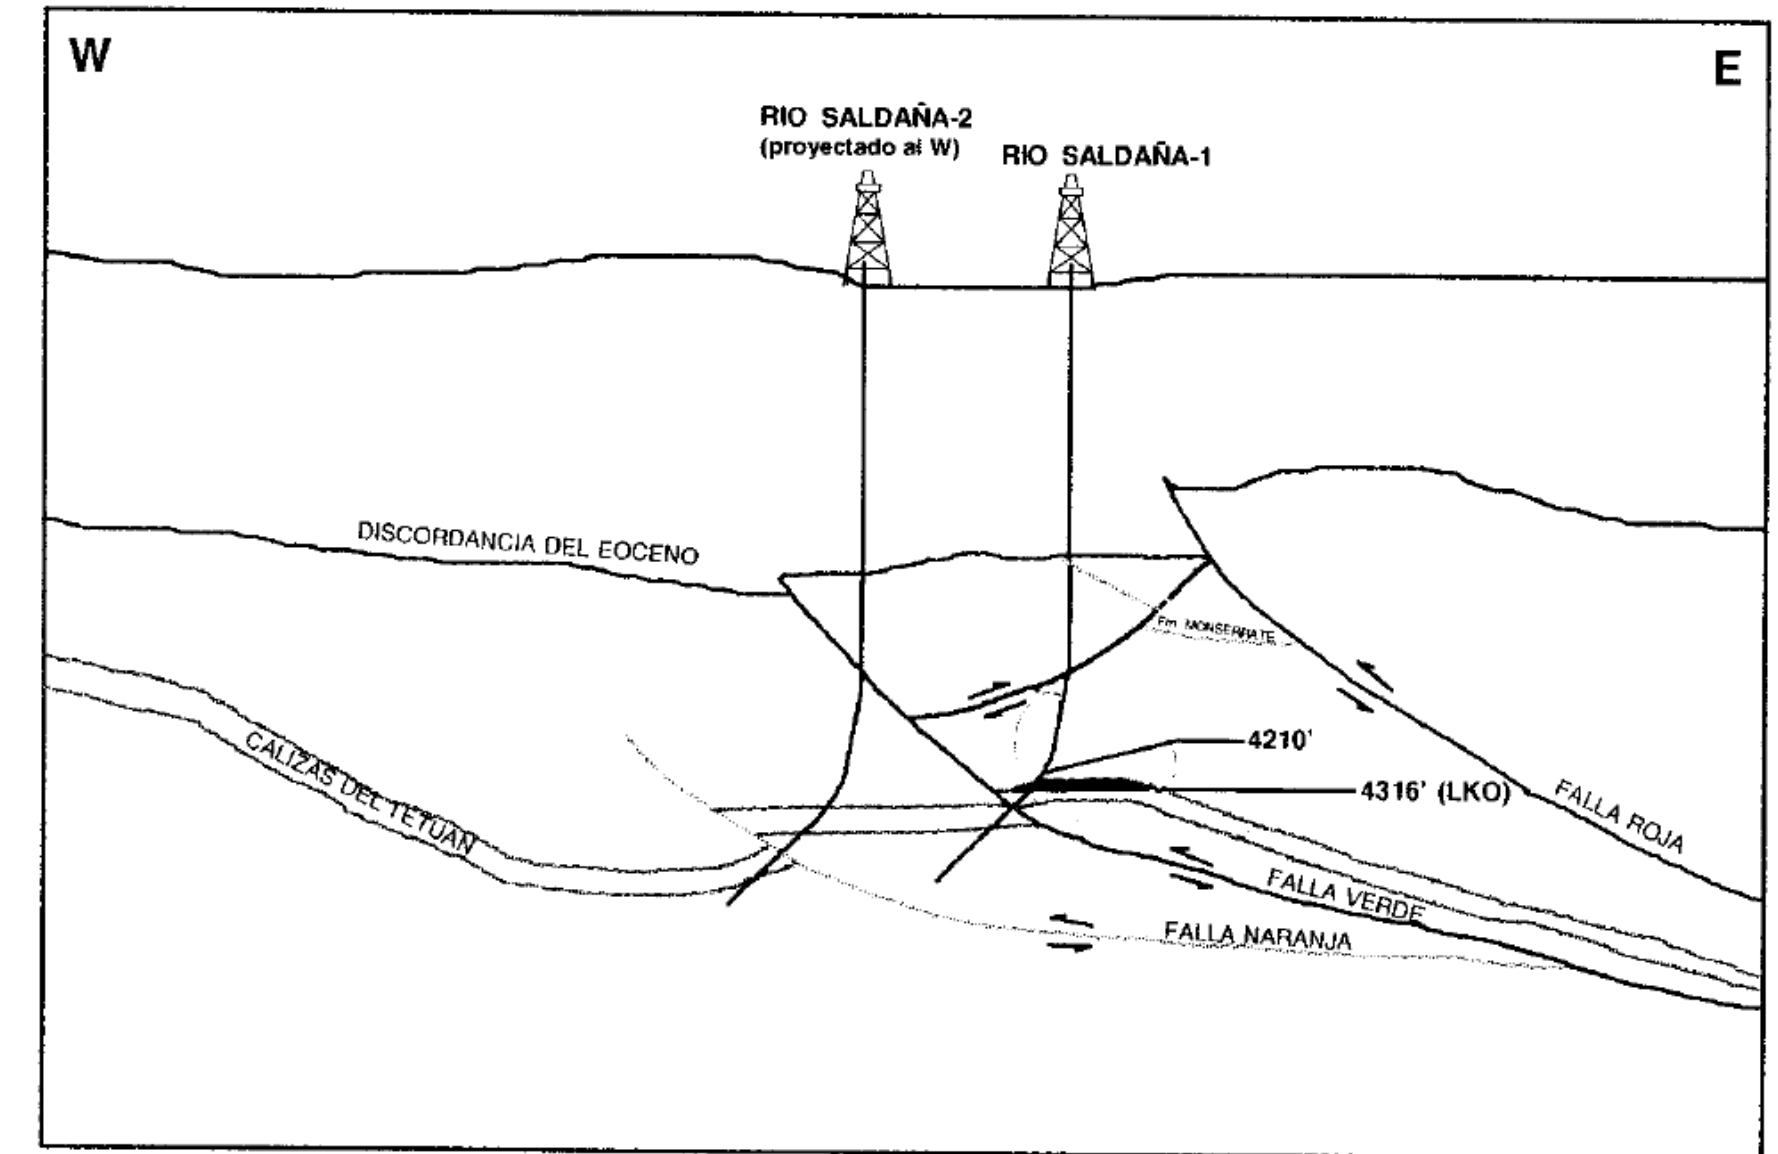 W
E
RIO SALDAÑA-2
(proyectado al W)
RIO SALDAÑA-1
DISCORDANCIA DEL EOCENO
Fm MONSERRATE
4210'
4316' (LKO)
CALIZAS DEL TETUAN
FALLA ROJA
FALLA VERDE
FALLA NARANJA